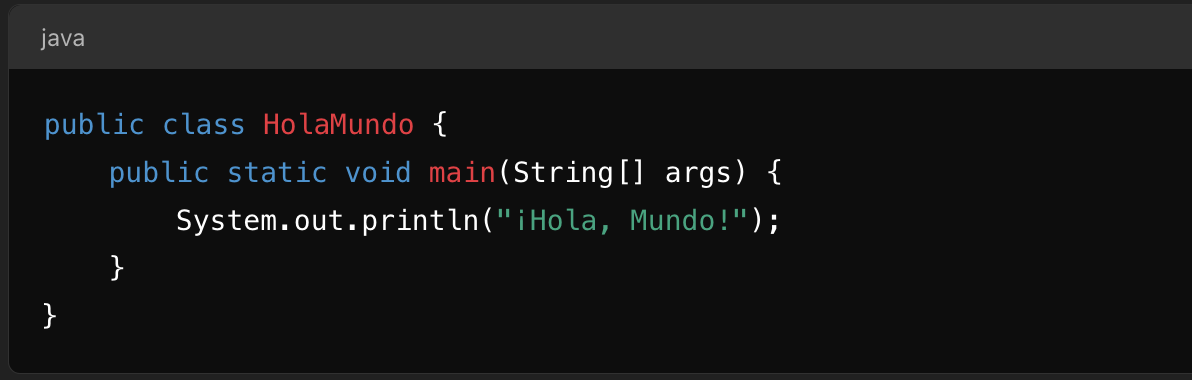 java
public class HolaMundo {
    public static void main(String[] args) {
        System.out.println("¡Hola, Mundo!");
    }
}